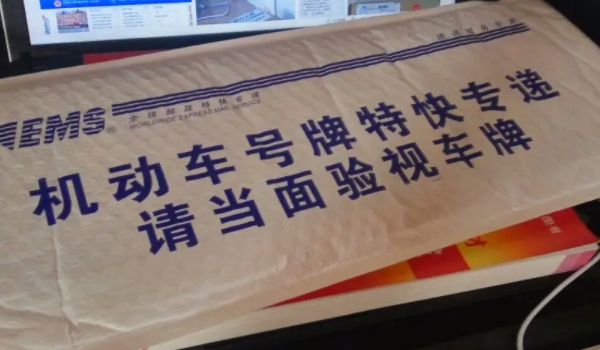 EMS®
全球邮政特快专递
WORLDWIDE EXPRESS MAIL SERVICE
机动车号牌特快专递
请当面验视车牌